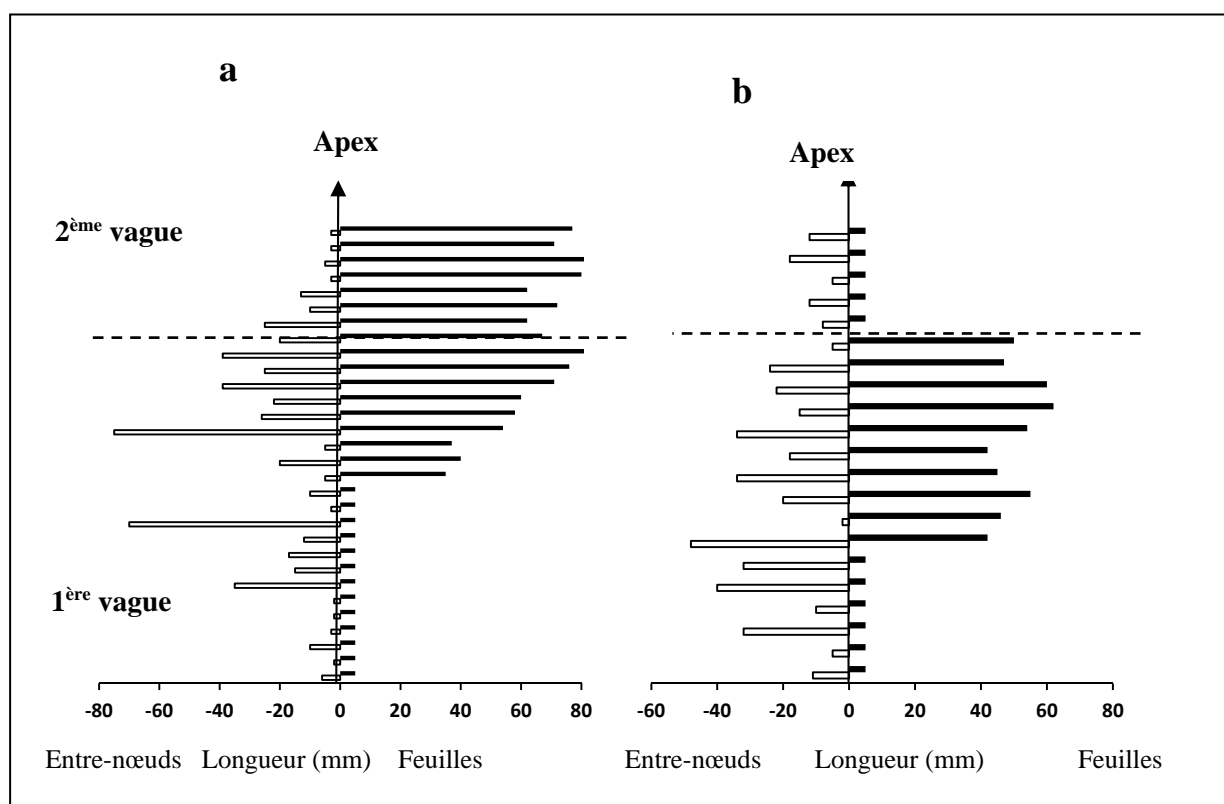 a
b
Apex
Apex
2ème vague
1ère vague
-80 -60 -40 -20 0 20 40 60 80
-60 -40 -20 0 20 40 60 80
Entre-nœuds Longueur (mm) Feuilles
Entre-nœuds Longueur (mm) Feuilles